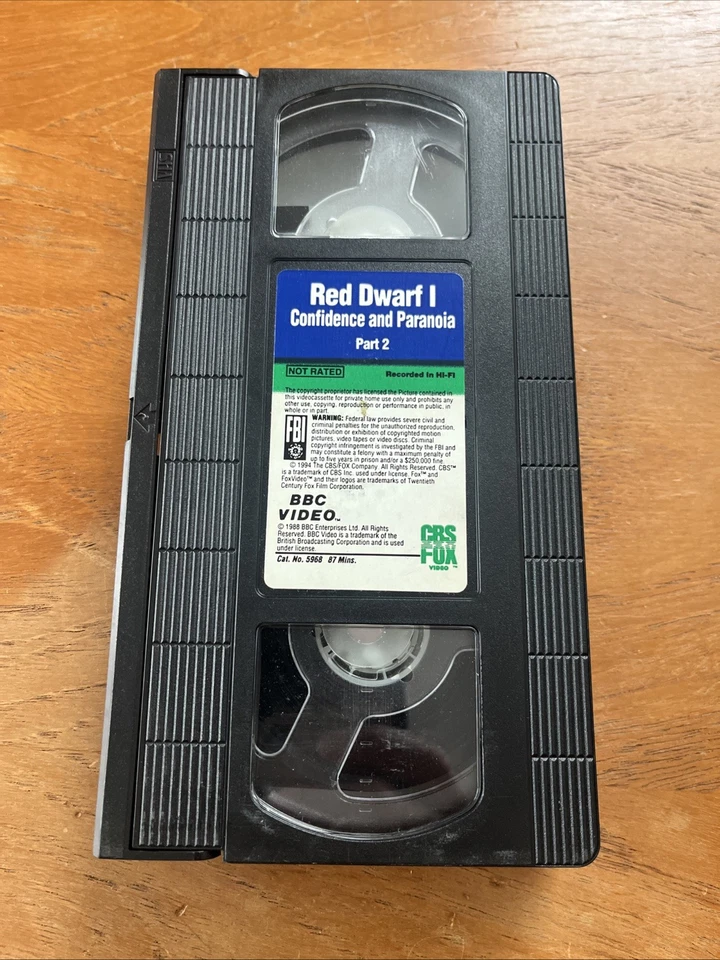 VHS
Red Dwarf I
Confidence and Paranoia
Part 2
NOT RATED
Recorded in Hi-Fi
The copyright proprietor has licensed the Picture contained in
this videocassette for private home use only and prohibits any
other use, copying, reproduction or performance in public, in
whole or in part.
FBI
WARNING: Federal law provides severe civil and
criminal penalties for the unauthorized reproduction,
distribution or exhibition of copyrighted motion
pictures, video tapes or video discs. Criminal
copyright infringement is investigated by the FBI and
may constitute a felony with a maximum penalty of
up to five years in prison and/or a $250,000 fine.
© 1994 The CBS/FOX Company. All Rights Reserved. CBS™
is a trademark of CBS Inc. used under license. Fox™ and
FoxVideo™ and their logos are trademarks of Twentieth
Century Fox Film Corporation.
BBC
VIDEO™
© 1988 BBC Enterprises Ltd. All Rights
Reserved. BBC Video is a trademark of the
British Broadcasting Corporation and is used
under license.
CBS
FOX
VIDEO ™
Cat. No. 5968 87 Mins.